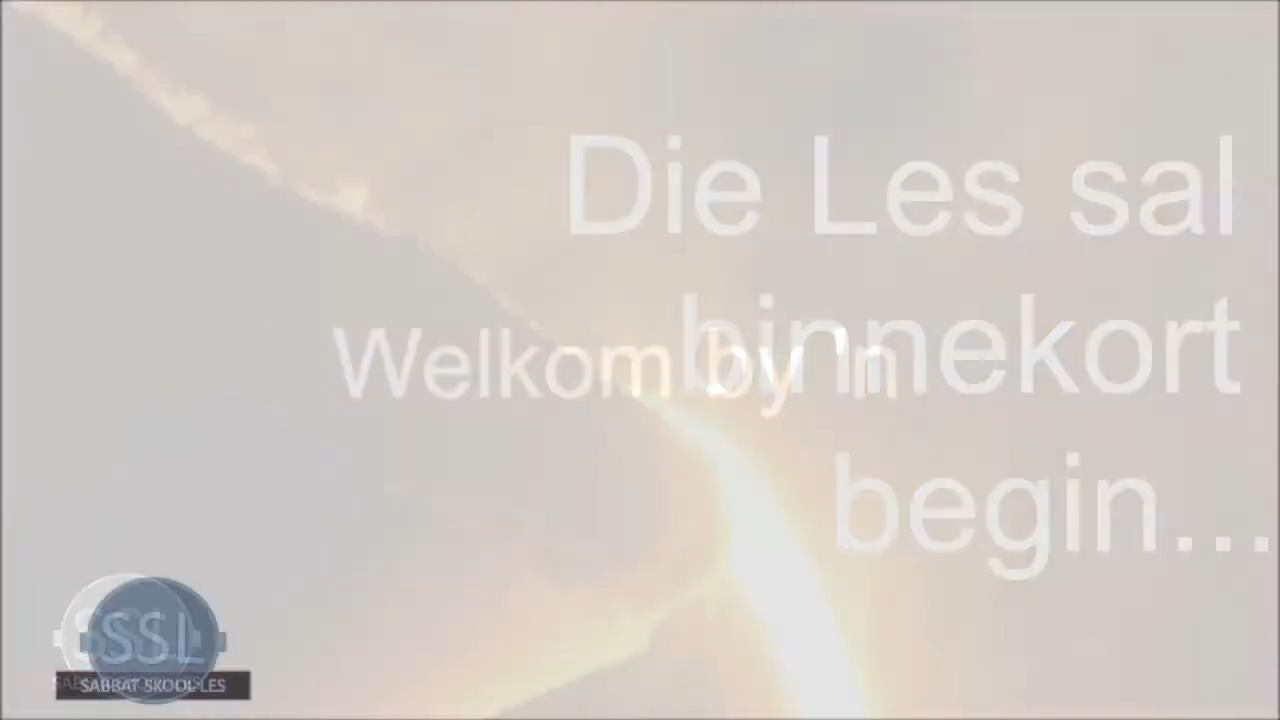 Die Les sal
binnekort
begin...
Welkom by 'n
SSL
SABBAT SKOOL LES